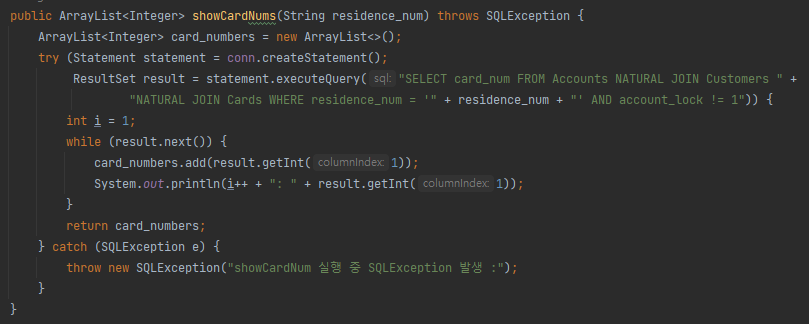 public ArrayList<Integer> showCardNums(String residence_num) throws SQLException {
ArrayList<Integer> card_numbers = new ArrayList<>();
try (Statement statement = conn.createStatement();
ResultSet result = statement.executeQuery( sql: "SELECT card_num FROM Accounts NATURAL JOIN Customers " +
"NATURAL JOIN Cards WHERE residence_num = '" + residence_num + "' AND account_lock != 1")) {
int i = 1;
while (result.next()) {
card_numbers.add(result.getInt( columnIndex: 1));
System.out.println(i++ + ": " + result.getInt( columnIndex: 1));
}
return card_numbers;
} catch (SQLException e) {
throw new SQLException("showCardNum 실행 중 SQLException 발생 :");
}
}